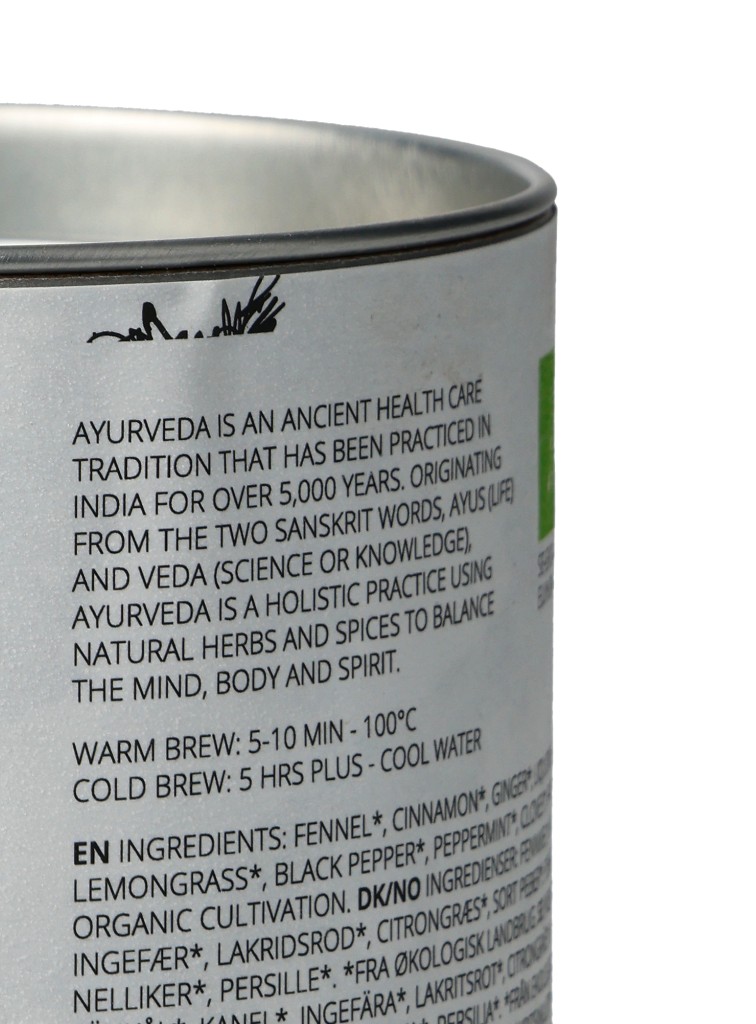 AYURVEDA IS AN ANCIENT HEALTH CARE
TRADITION THAT HAS BEEN PRACTICED IN
INDIA FOR OVER 5,000 YEARS. ORIGINATING
FROM THE TWO SANSKRIT WORDS, AYUS (LIFE)
AND VEDA (SCIENCE OR KNOWLEDGE),
AYURVEDA IS A HOLISTIC PRACTICE USING
NATURAL HERBS AND SPICES TO BALANCE
THE MIND, BODY AND SPIRIT.
WARM BREW: 5-10 MIN - 100°C
COLD BREW: 5 HRS PLUS - COOL WATER
EN INGREDIENTS: FENNEL*, CINNAMON*, GINGER*,
LEMONGRASS*, BLACK PEPPER*, PEPPERMINT*,
ORGANIC CULTIVATION. DK/NO INGREDIENSER:
INGEFÆR*, LAKRIDSROD*, CITRONGRÆS*, SORT
NELLIKER*, PERSILLE*. *FRA ØKOLOGISK LANDBRUG.
KANEL*, INGEFÄRA*, LAKRITSROT*,
PERSILJA*.